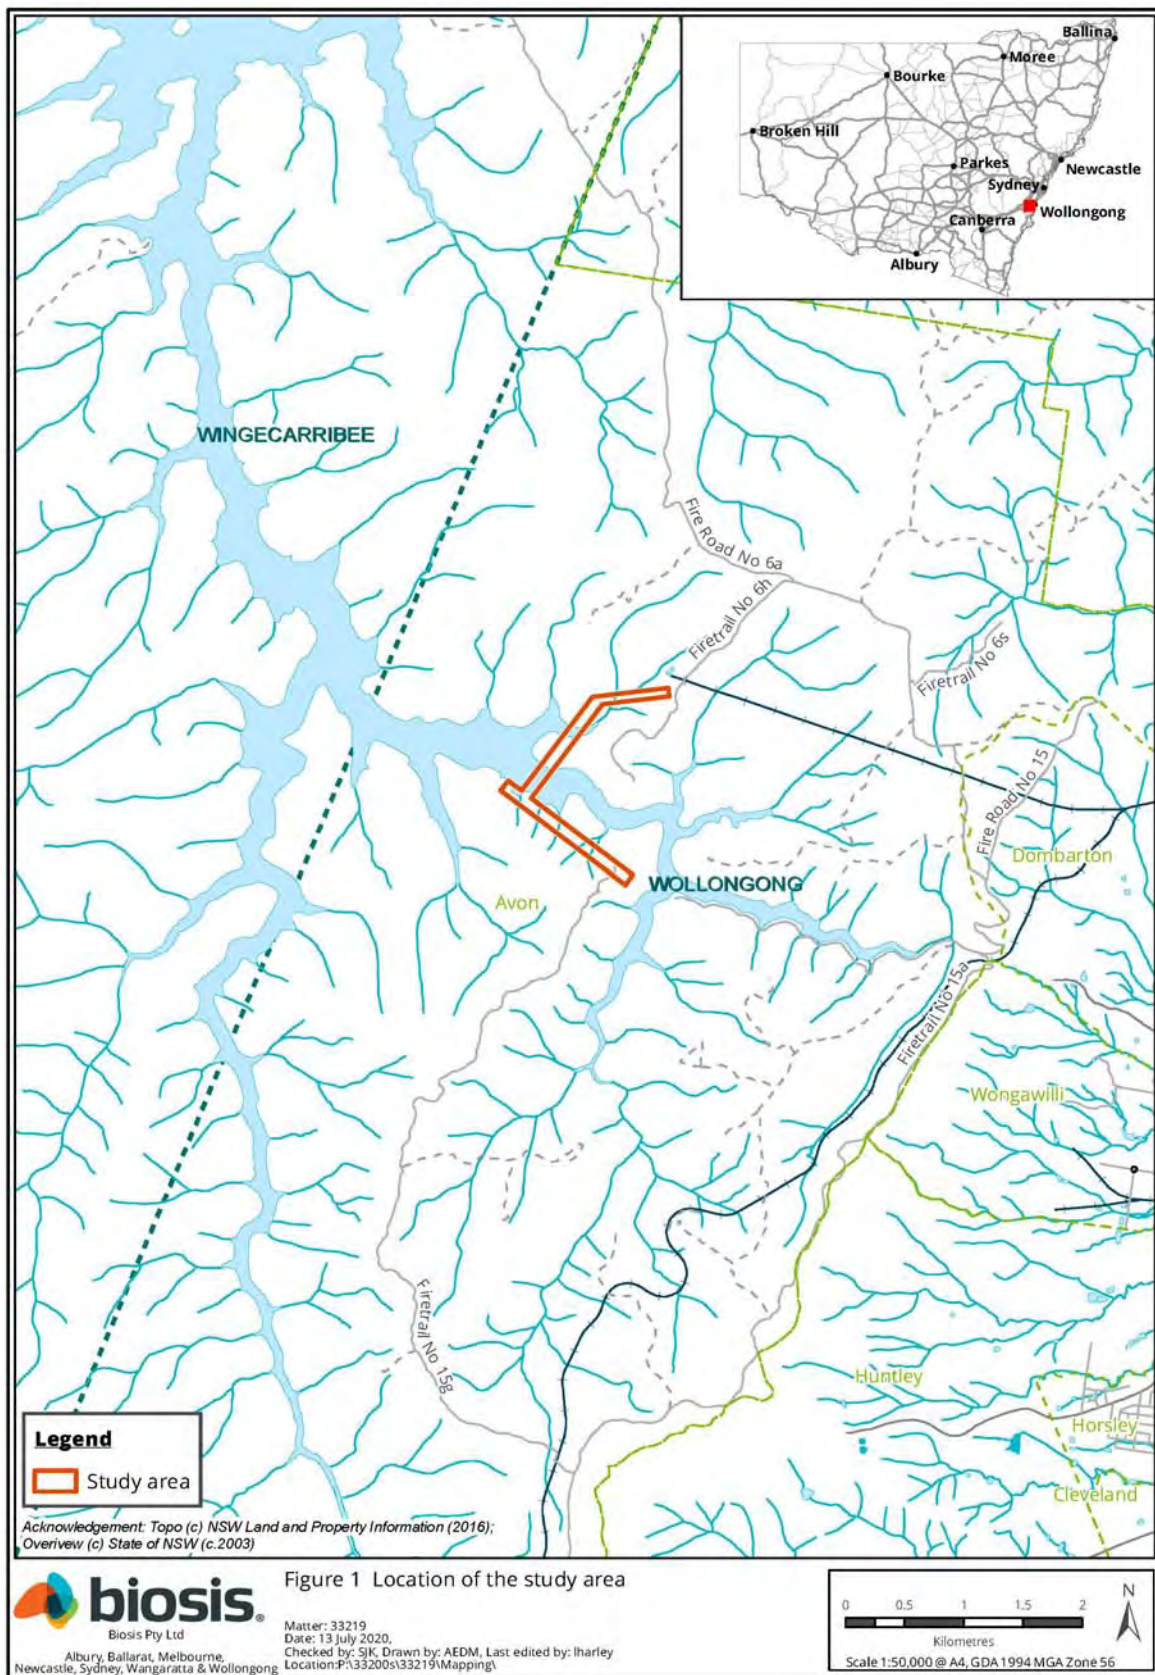 Ballina
Moree
Bourke
Broken Hill
Parkes
Newcastle
Sydney
Wollongong
Canberra
Albury
WINGECARRIBEE
Fire Road No 6a
Firetrail No 6h
Firetrail No 6s
Fire Road No 15
Dombarton
WOLLONGONG
Avon
Firetrail No 15a
Wongawilli
Firetrail No 15g
Huntley
Horsley
Cleveland
Legend
Study area
Acknowledgement: Topo (c) NSW Land and Property Information (2016);
Overivew (c) State of NSW (c.2003)
biosis.
Biosis Pty Ltd
Albury, Ballarat, Melbourne,
Newcastle, Sydney, Wangaratta & Wollongong
Figure 1 Location of the study area
Matter: 33219
Date: 13 July 2020,
Checked by: SJK, Drawn by: AEDM, Last edited by: lharley
Location:P:\33200s\33219\Mapping\
0 0.5 1 1.5 2
Kilometres
N
Scale 1:50,000 @ A4, GDA 1994 MGA Zone 56